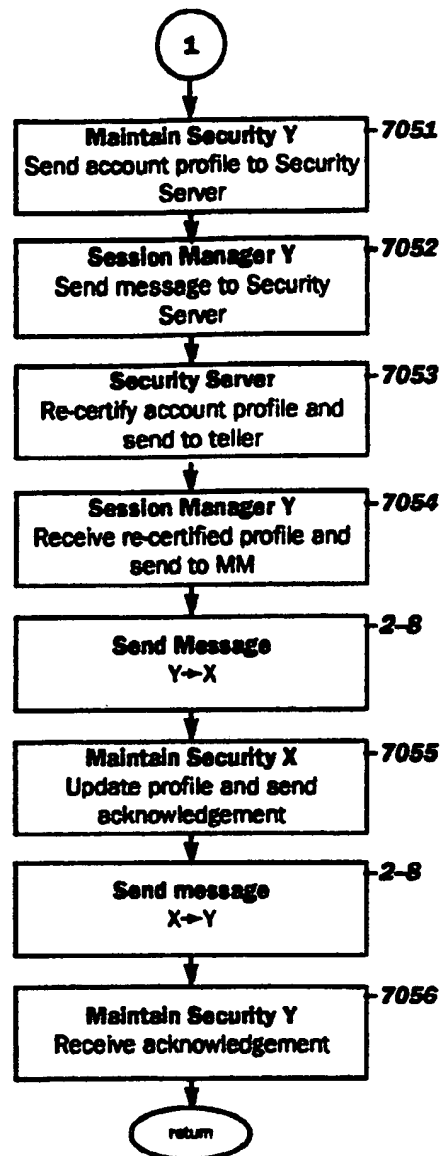 1
Maintain Security Y
7051
Send account profile to Security
Server
Session Manager Y
7052
Send message to Security
Server
Security Server
7053
Re-certify account profile and
send to teller
Session Manager Y
7054
Receive re-certified profile and
send to MM
Send Message
2-8
Y→X
Maintain Security X
7055
Update profile and send
acknowledgement
Send message
2-8
X→Y
Maintain Security Y
7056
Receive acknowledgement
return